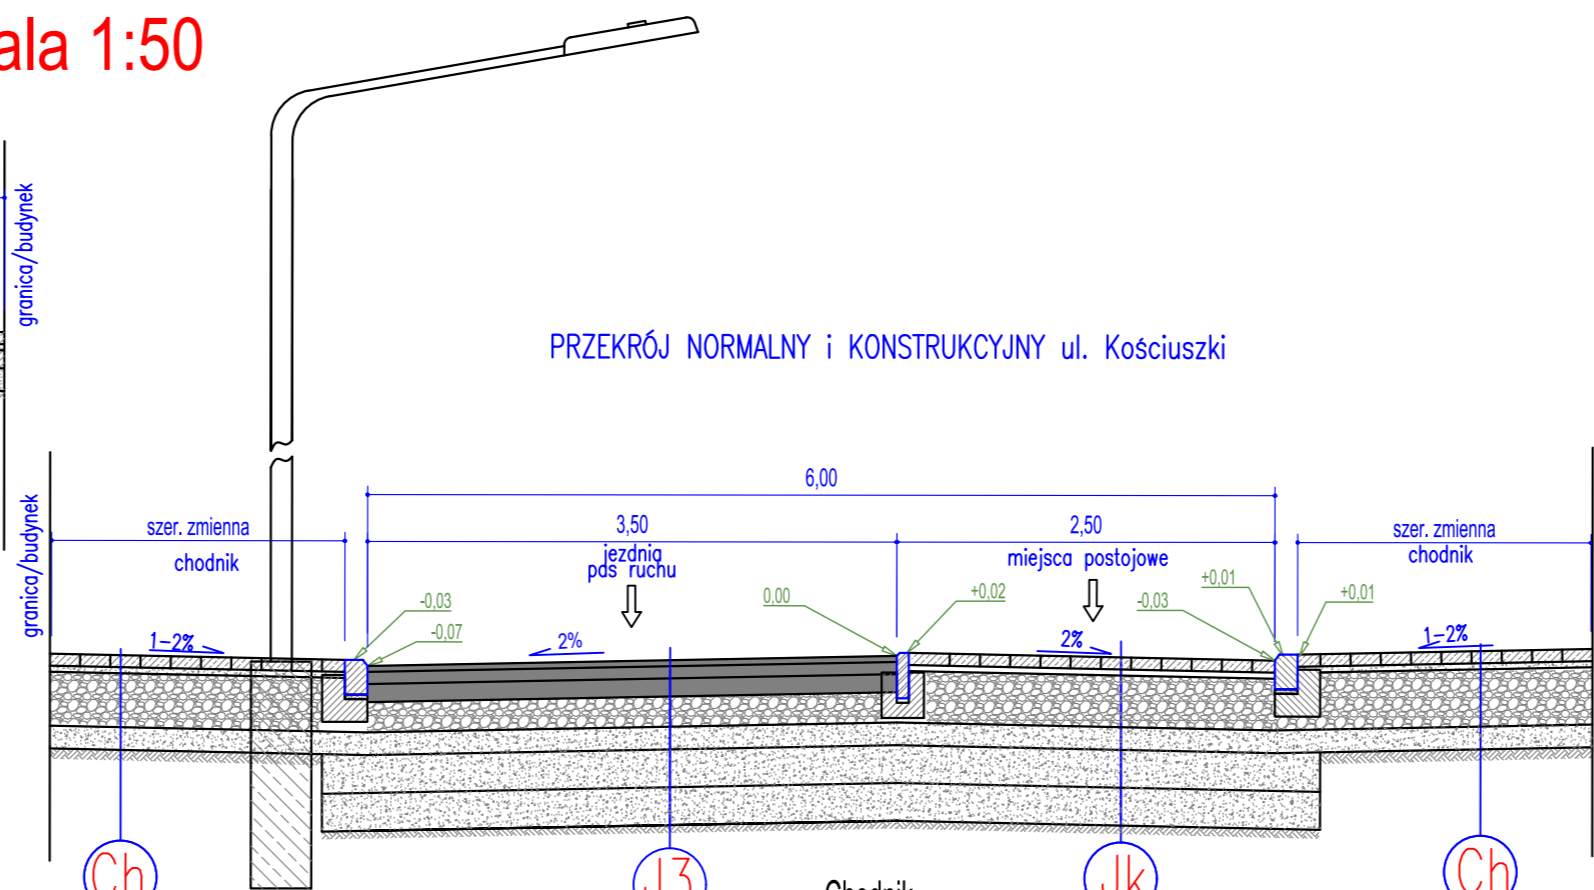 ala 1:50
granica/budynek
PRZEKRÓJ NORMALNY i KONSTRUKCYJNY ul. Kościuszki
granica/budynek
6,00
szer. zmienna
chodnik
3,50
jezdnia
pds ruchu
2,50
miejsca postojowe
szer. zmienna
chodnik
-0,03
-0,07
0,00
+0,02
-0,03
+0,01
+0,01
1-2%
2%
2%
1-2%
Ch
J3
Jk
Ch
Chodnik